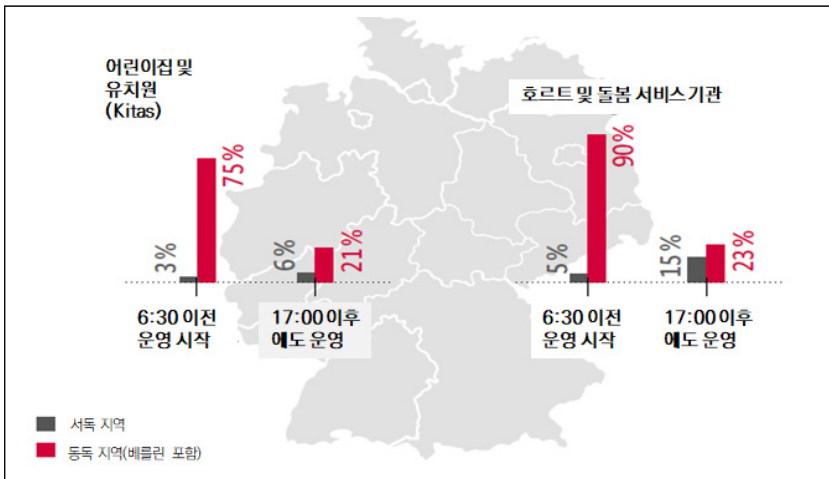 어린이집 및
유치원
(Kitas)
호르트 및 돌봄 서비스기관
3%
75%
6%
21%
5%
90%
15%
23%
6:30 이전
운영 시작
17:00 이후
에도 운영
6:30 이전
운영 시작
17:00 이후
에도 운영
서독 지역
동독 지역(베를린 포함)